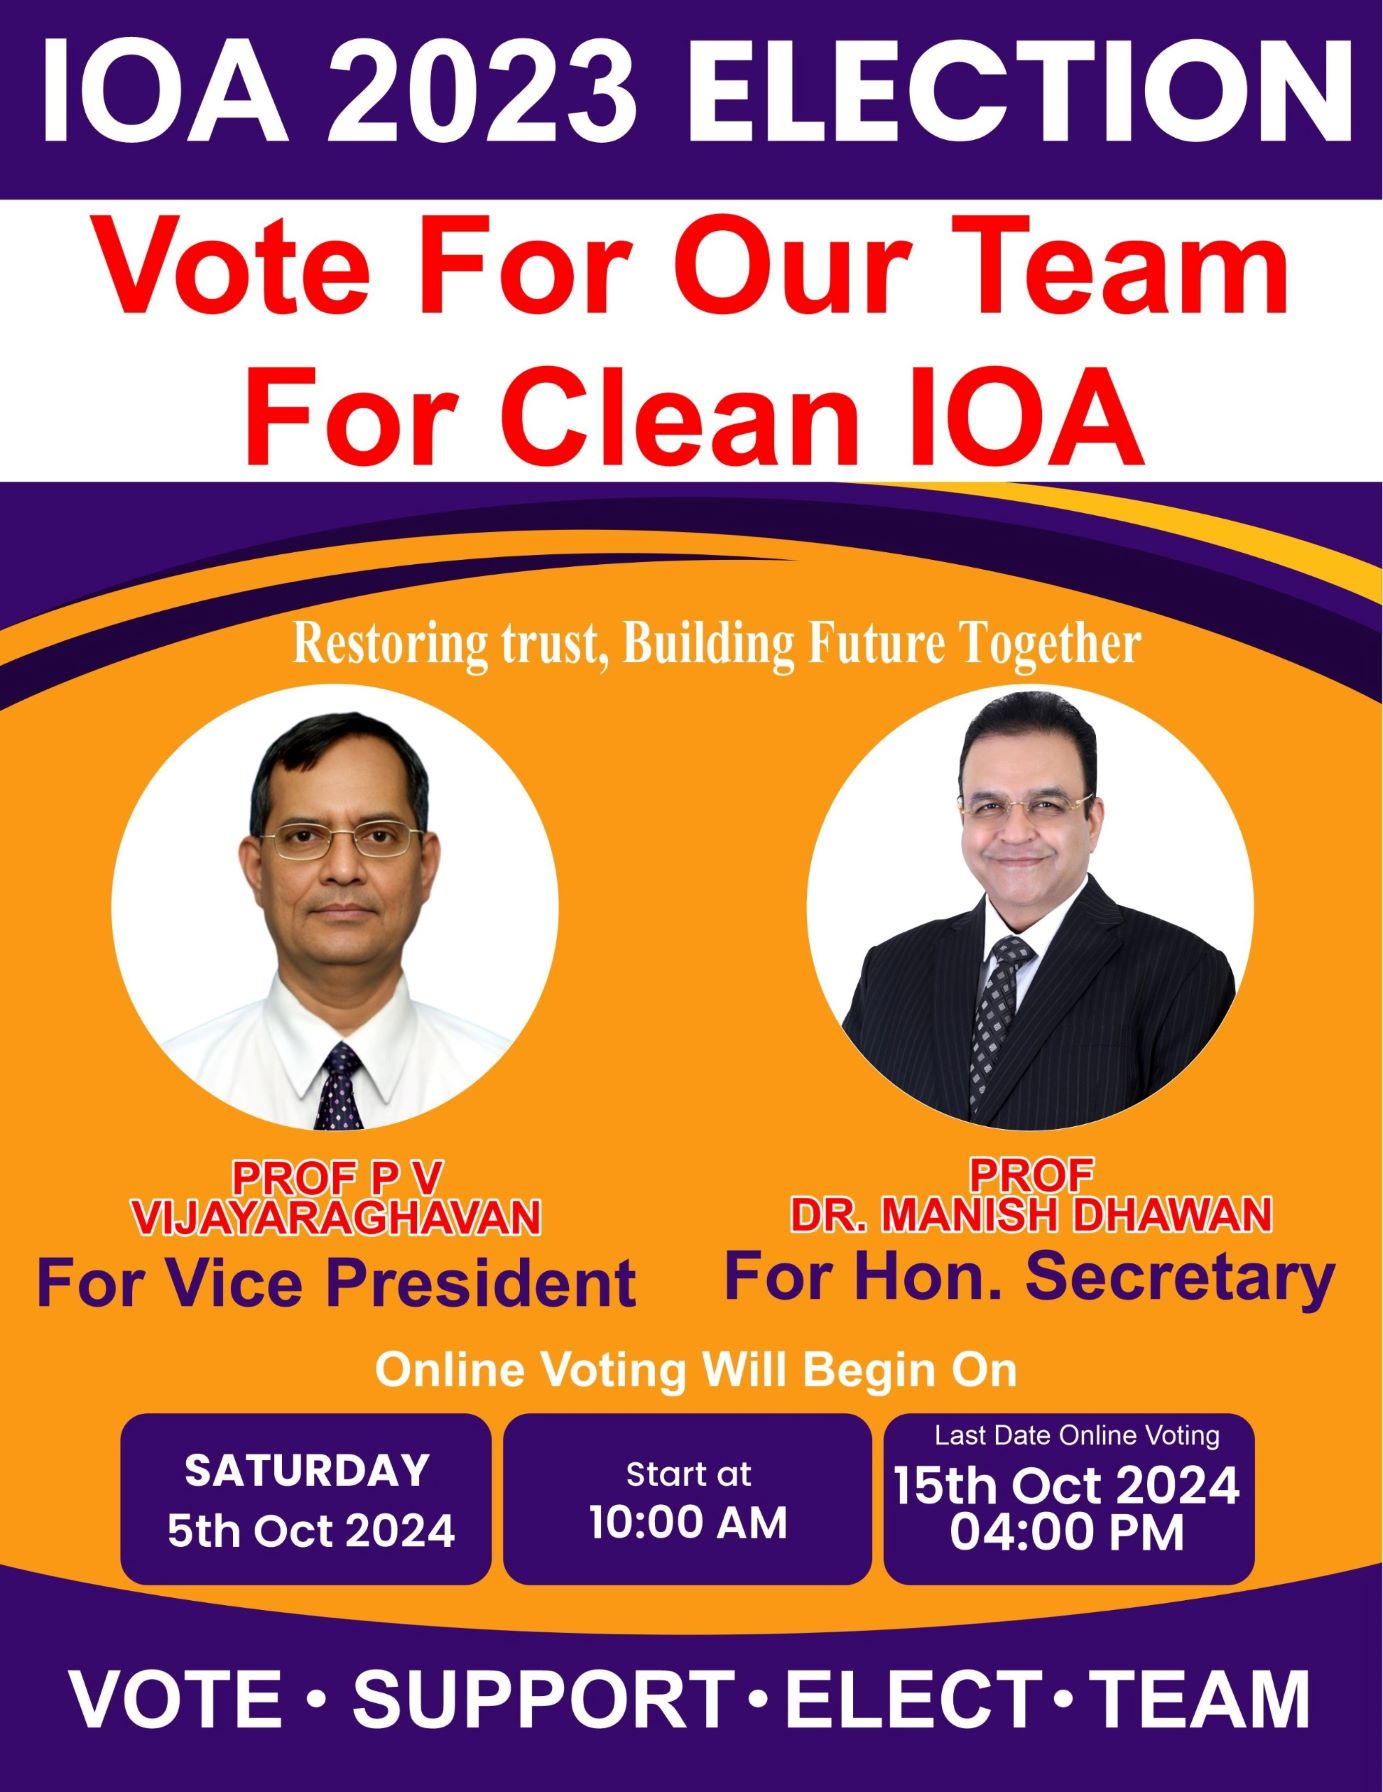 IOA 2023 ELECTION
Vote For Our Team
For Clean IOA
Restoring trust, Building Future Together
PROF P V
VIJAYARAGHAVAN
For Vice President
PROF
DR. MANISH DHAWAN
For Hon. Secretary
Online Voting Will Begin On
SATURDAY
5th Oct 2024
Start at
10:00 AM
Last Date Online Voting
15th Oct 2024
04:00 PM
VOTE • SUPPORT • ELECT • TEAM